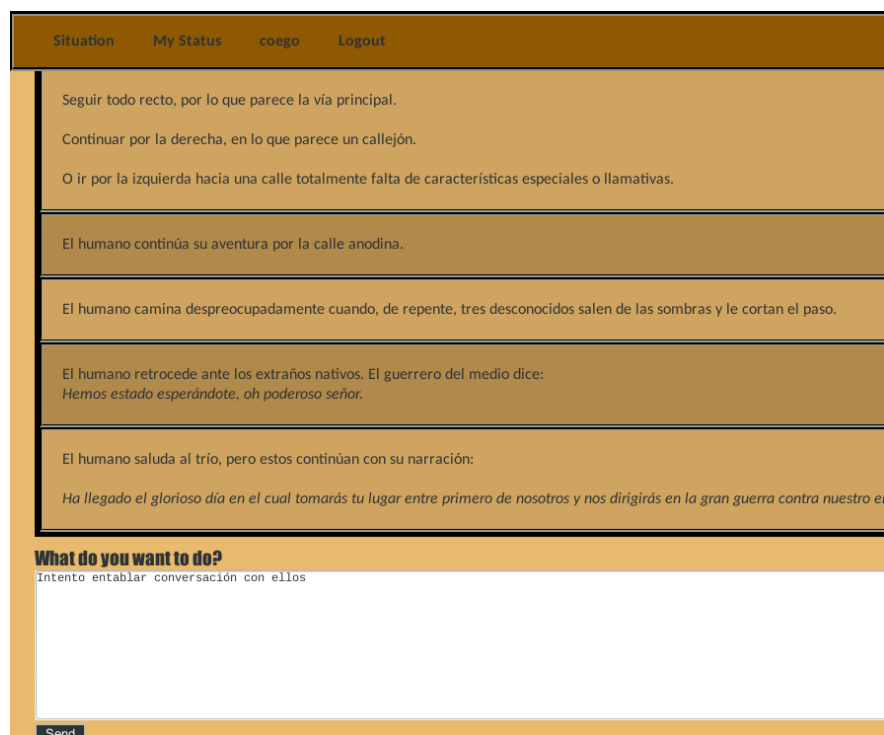 Situation My Status coego Logout
Seguir todo recto, por lo que parece la vía principal.
Continuar por la derecha, en lo que parece un callejón.
O ir por la izquierda hacia una calle totalmente falta de características especiales o llamativas.
El humano continúa su aventura por la calle anodina.
El humano camina despreocupadamente cuando, de repente, tres desconocidos salen de las sombras y le cortan el paso.
El humano retrocede ante los extraños nativos. El guerrero del medio dice:
Hemos estado esperándote, oh poderoso señor.
El humano saluda al trío, pero estos continúan con su narración:
Ha llegado el glorioso día en el cual tomarás tu lugar entre primero de nosotros y nos dirigirás en la gran guerra contra nuestro
What do you want to do?
Intento entablar conversación con ellos
Send